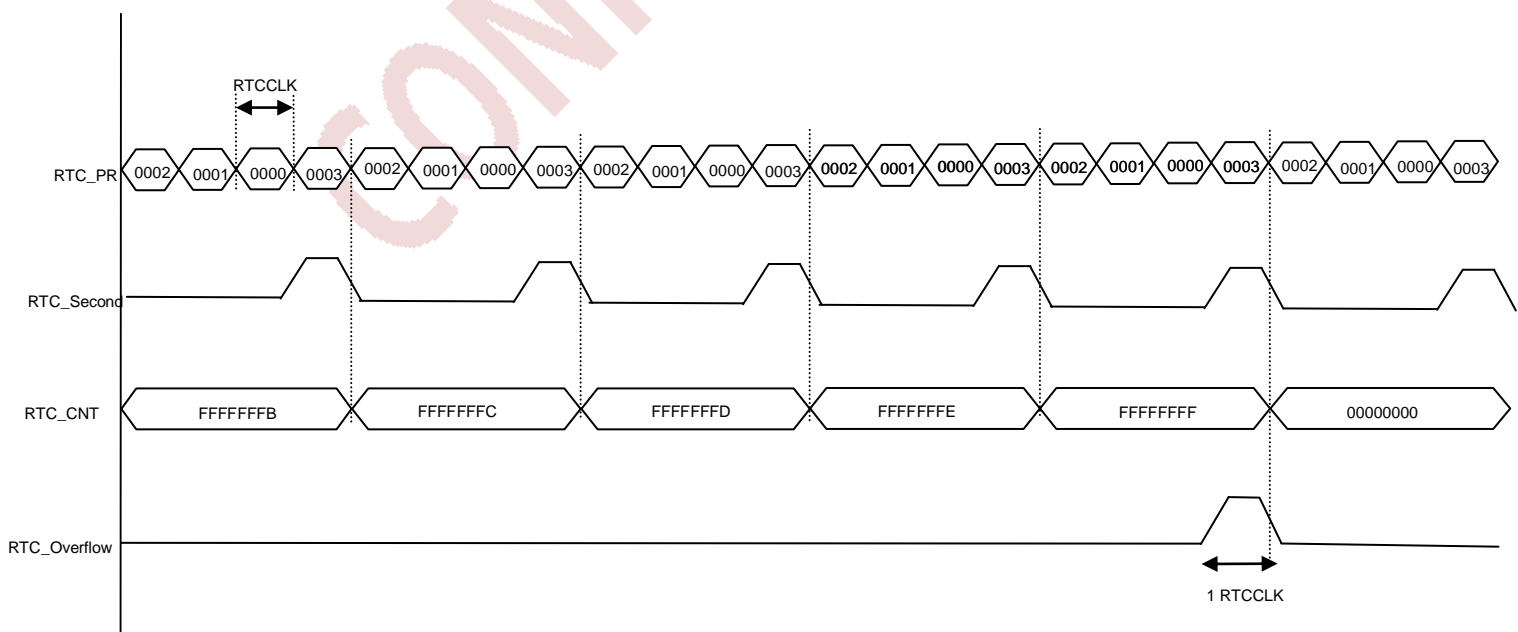 RTCCLK
RTC_PR 0002 0001 0000 0003 0002 0001 0000 0003 0002 0001 0000 0003 0002 0001 0000 0003 0002 0001 0000 0003 0002 0001 0000 0003
RTC_Second
RTC_CNT FFFFFFFB FFFFFFFC FFFFFFFD FFFFFFFE FFFFFFFF 00000000
RTC_Overflow
1 RTCCLK